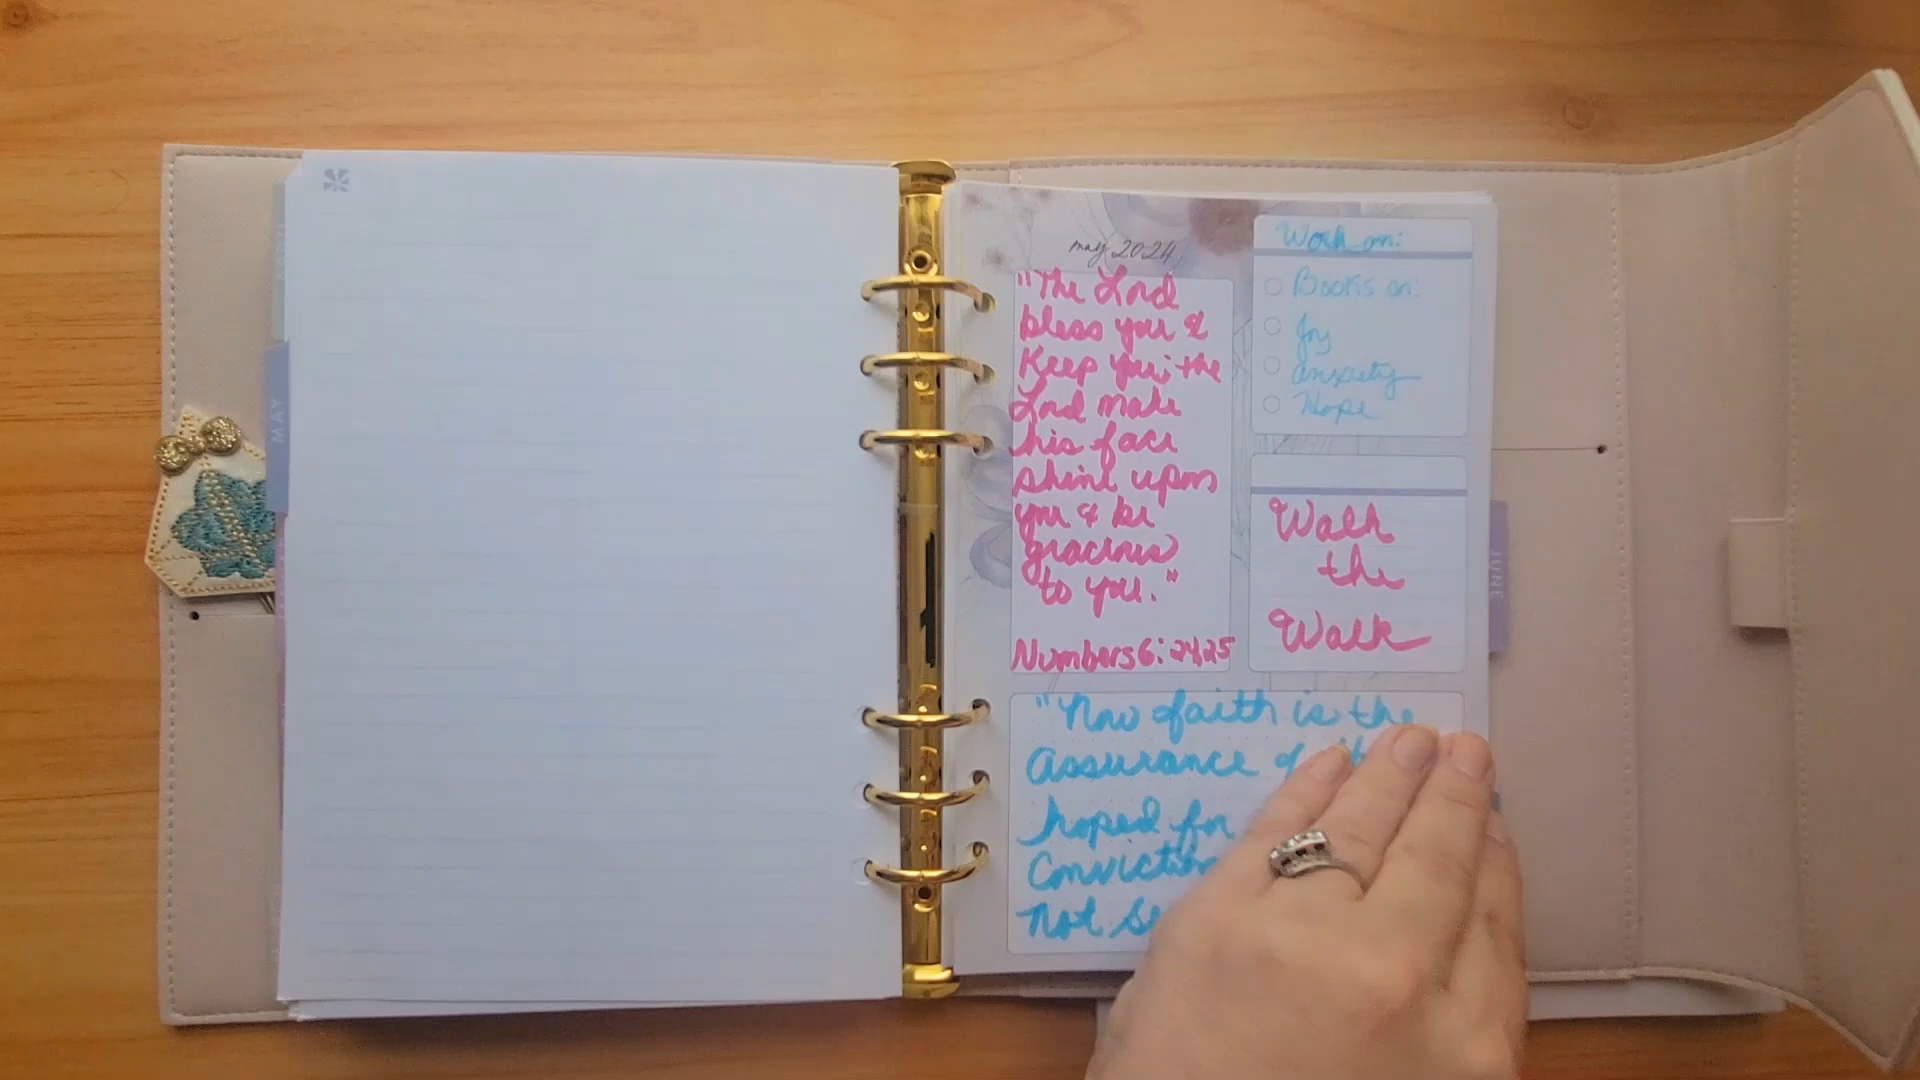 MAY
may 2024
"The Lord
bless you &
Keep you; the
Lord make
his face
shine upon
you & be
gracious
to you."
Numbers 6:24,25
Work on:
Books on:
Joy
anxiety
Hope
Walk
the
Walk
JUNE
"Now faith is the
assurance of
hoped for
Conviction
not